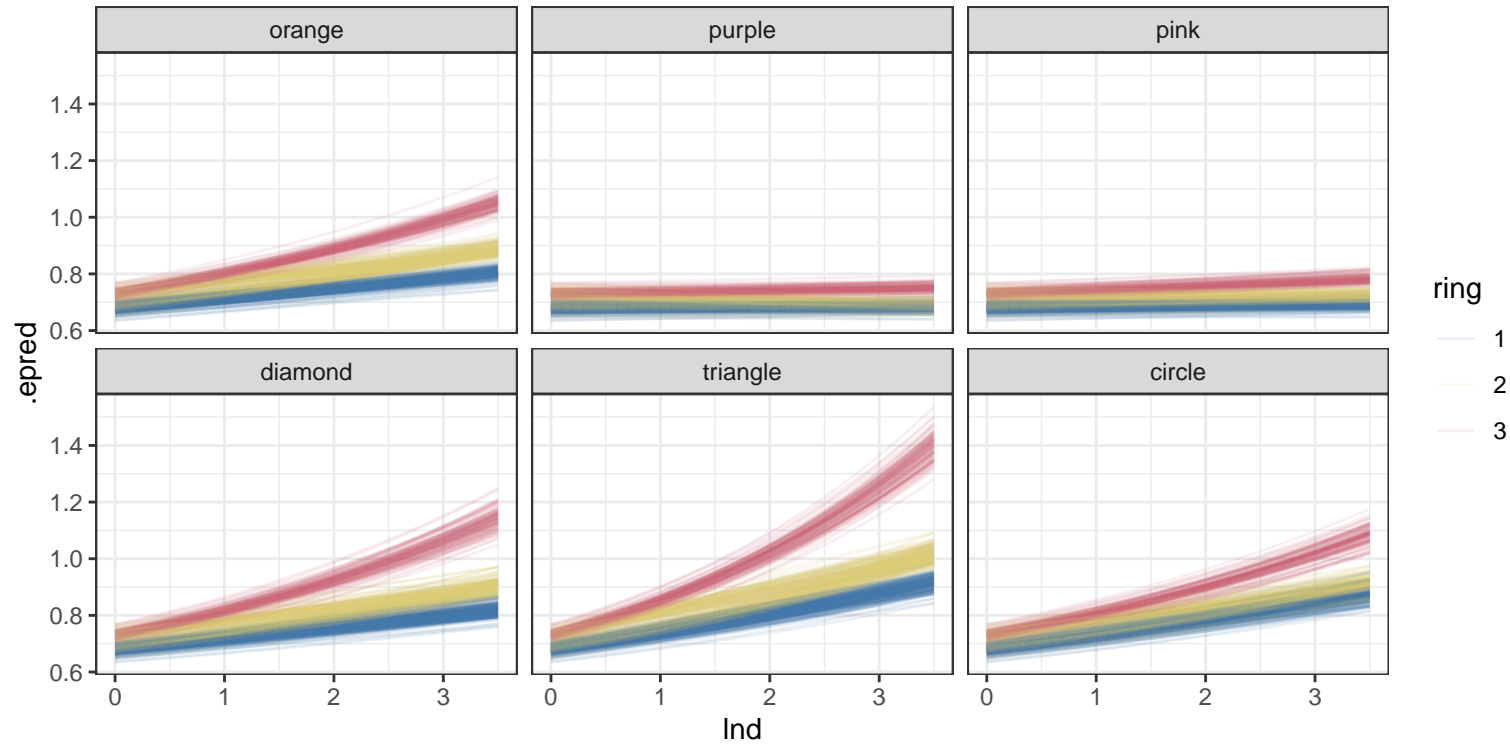 orange purple pink
1.4
1.2
1.0
0.8
0.6
diamond triangle circle
1.4
1.2
1.0
0.8
0.6
0 1 2 3 0 1 2 3 0 1 2 3
lnd
.epred
ring
1
2
3